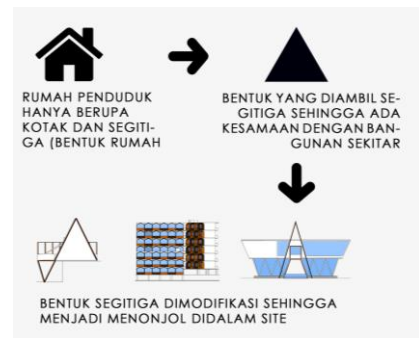 RUMAH PENDUDUK
HANYA BERUPA
KOTAK DAN SEGITI-
GA (BENTUK RUMAH
BENTUK YANG DIAMBIL SE-
GITIGA SEHINGGA ADA
KESAMAAN DENGAN BAN-
GUNAN SEKITAR
BENTUK SEGITIGA DIMODIFIKASI SEHINGGA
MENJADI MENONJOL DIDALAM SITE